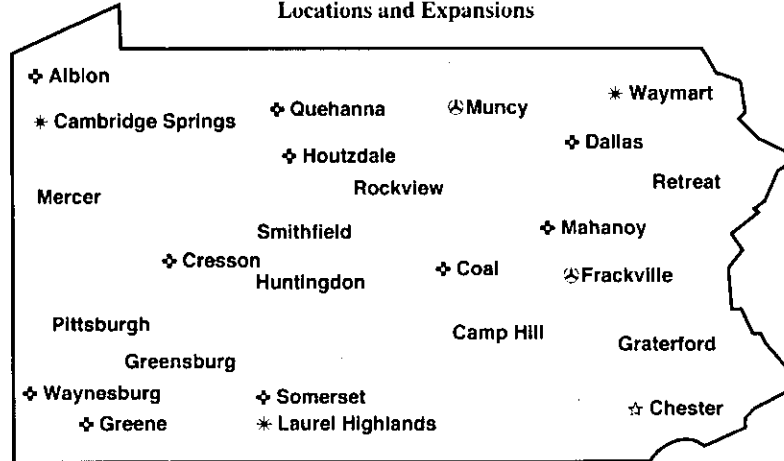 Locations and Expansions
Albion
Cambridge Springs
Quehanna
Muncy
Waymart
Houtzdale
Dallas
Mercer
Rockview
Retreat
Smithfield
Mahanoy
Cresson
Huntingdon
Coal
Frackville
Pittsburgh
Greensburg
Camp Hill
Graterford
Waynesburg
Somerset
Chester
Greene
Laurel Highlands